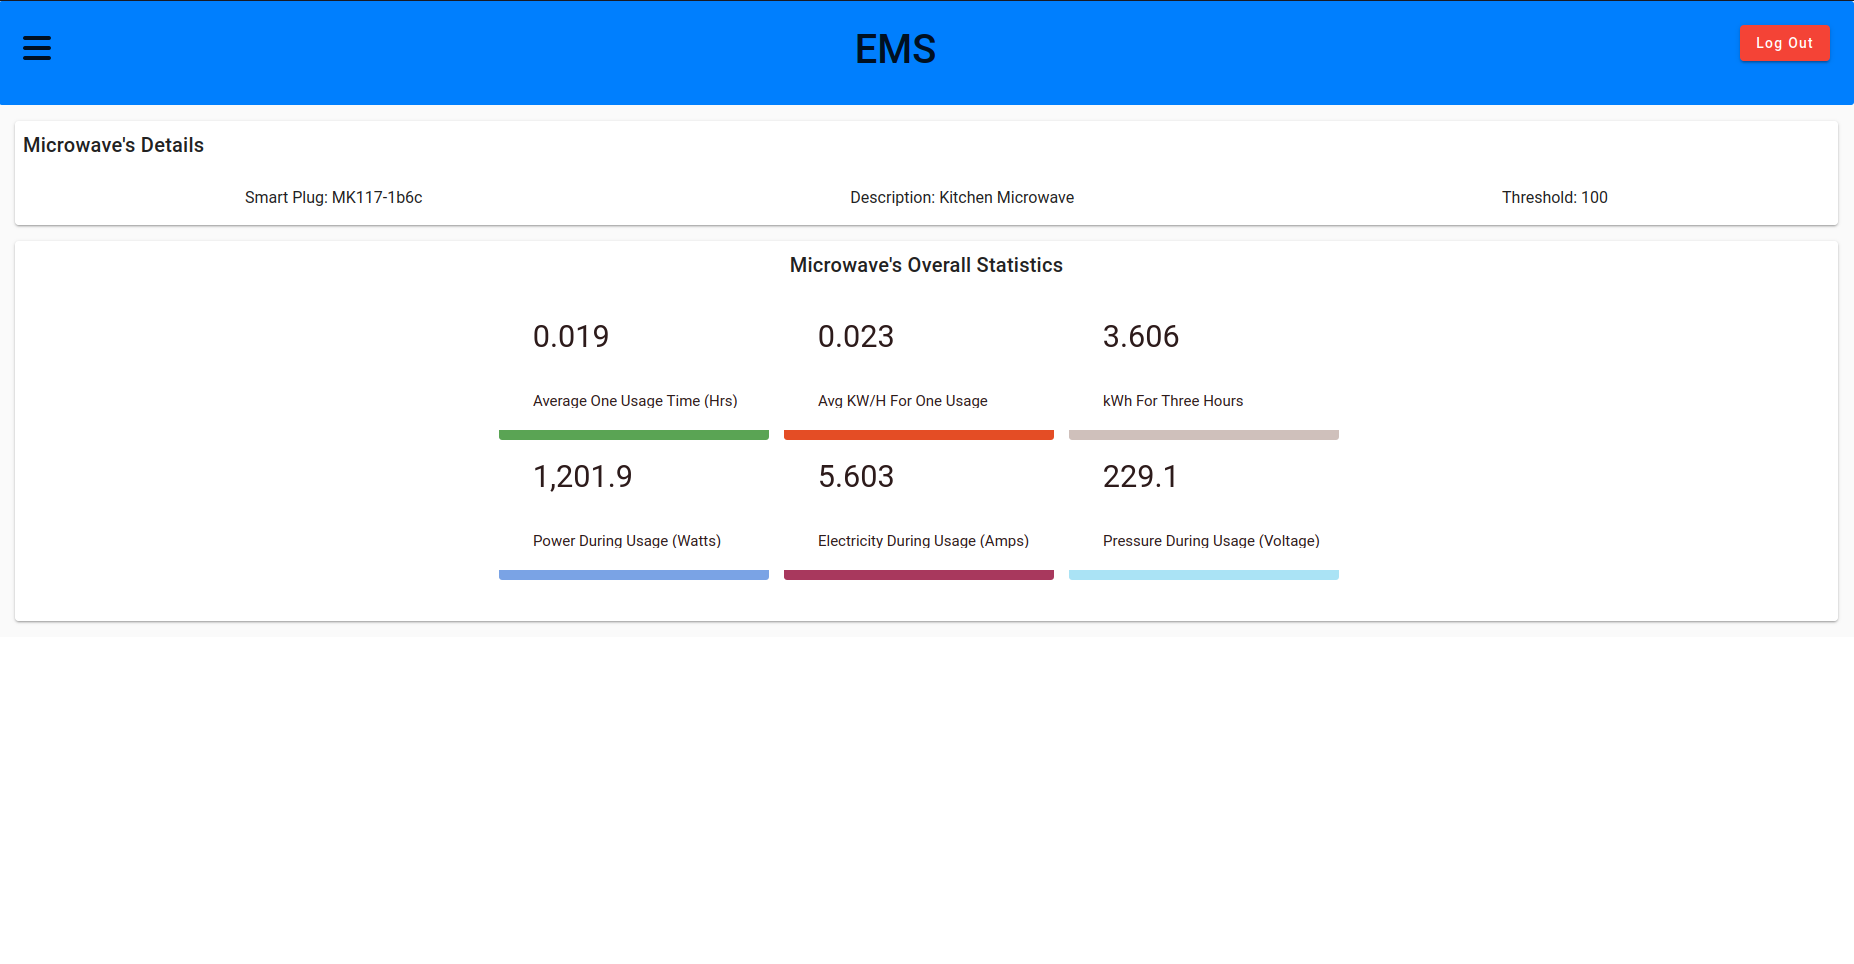 EMS
Log Out
Microwave's Details
Smart Plug: MK117-1b6c
Description: Kitchen Microwave
Threshold: 100
Microwave's Overall Statistics
0.019
0.023
3.606
Average One Usage Time (Hrs)
Avg KW/H For One Usage
kWh For Three Hours
1,201.9
5.603
229.1
Power During Usage (Watts)
Electricity During Usage (Amps)
Pressure During Usage (Voltage)